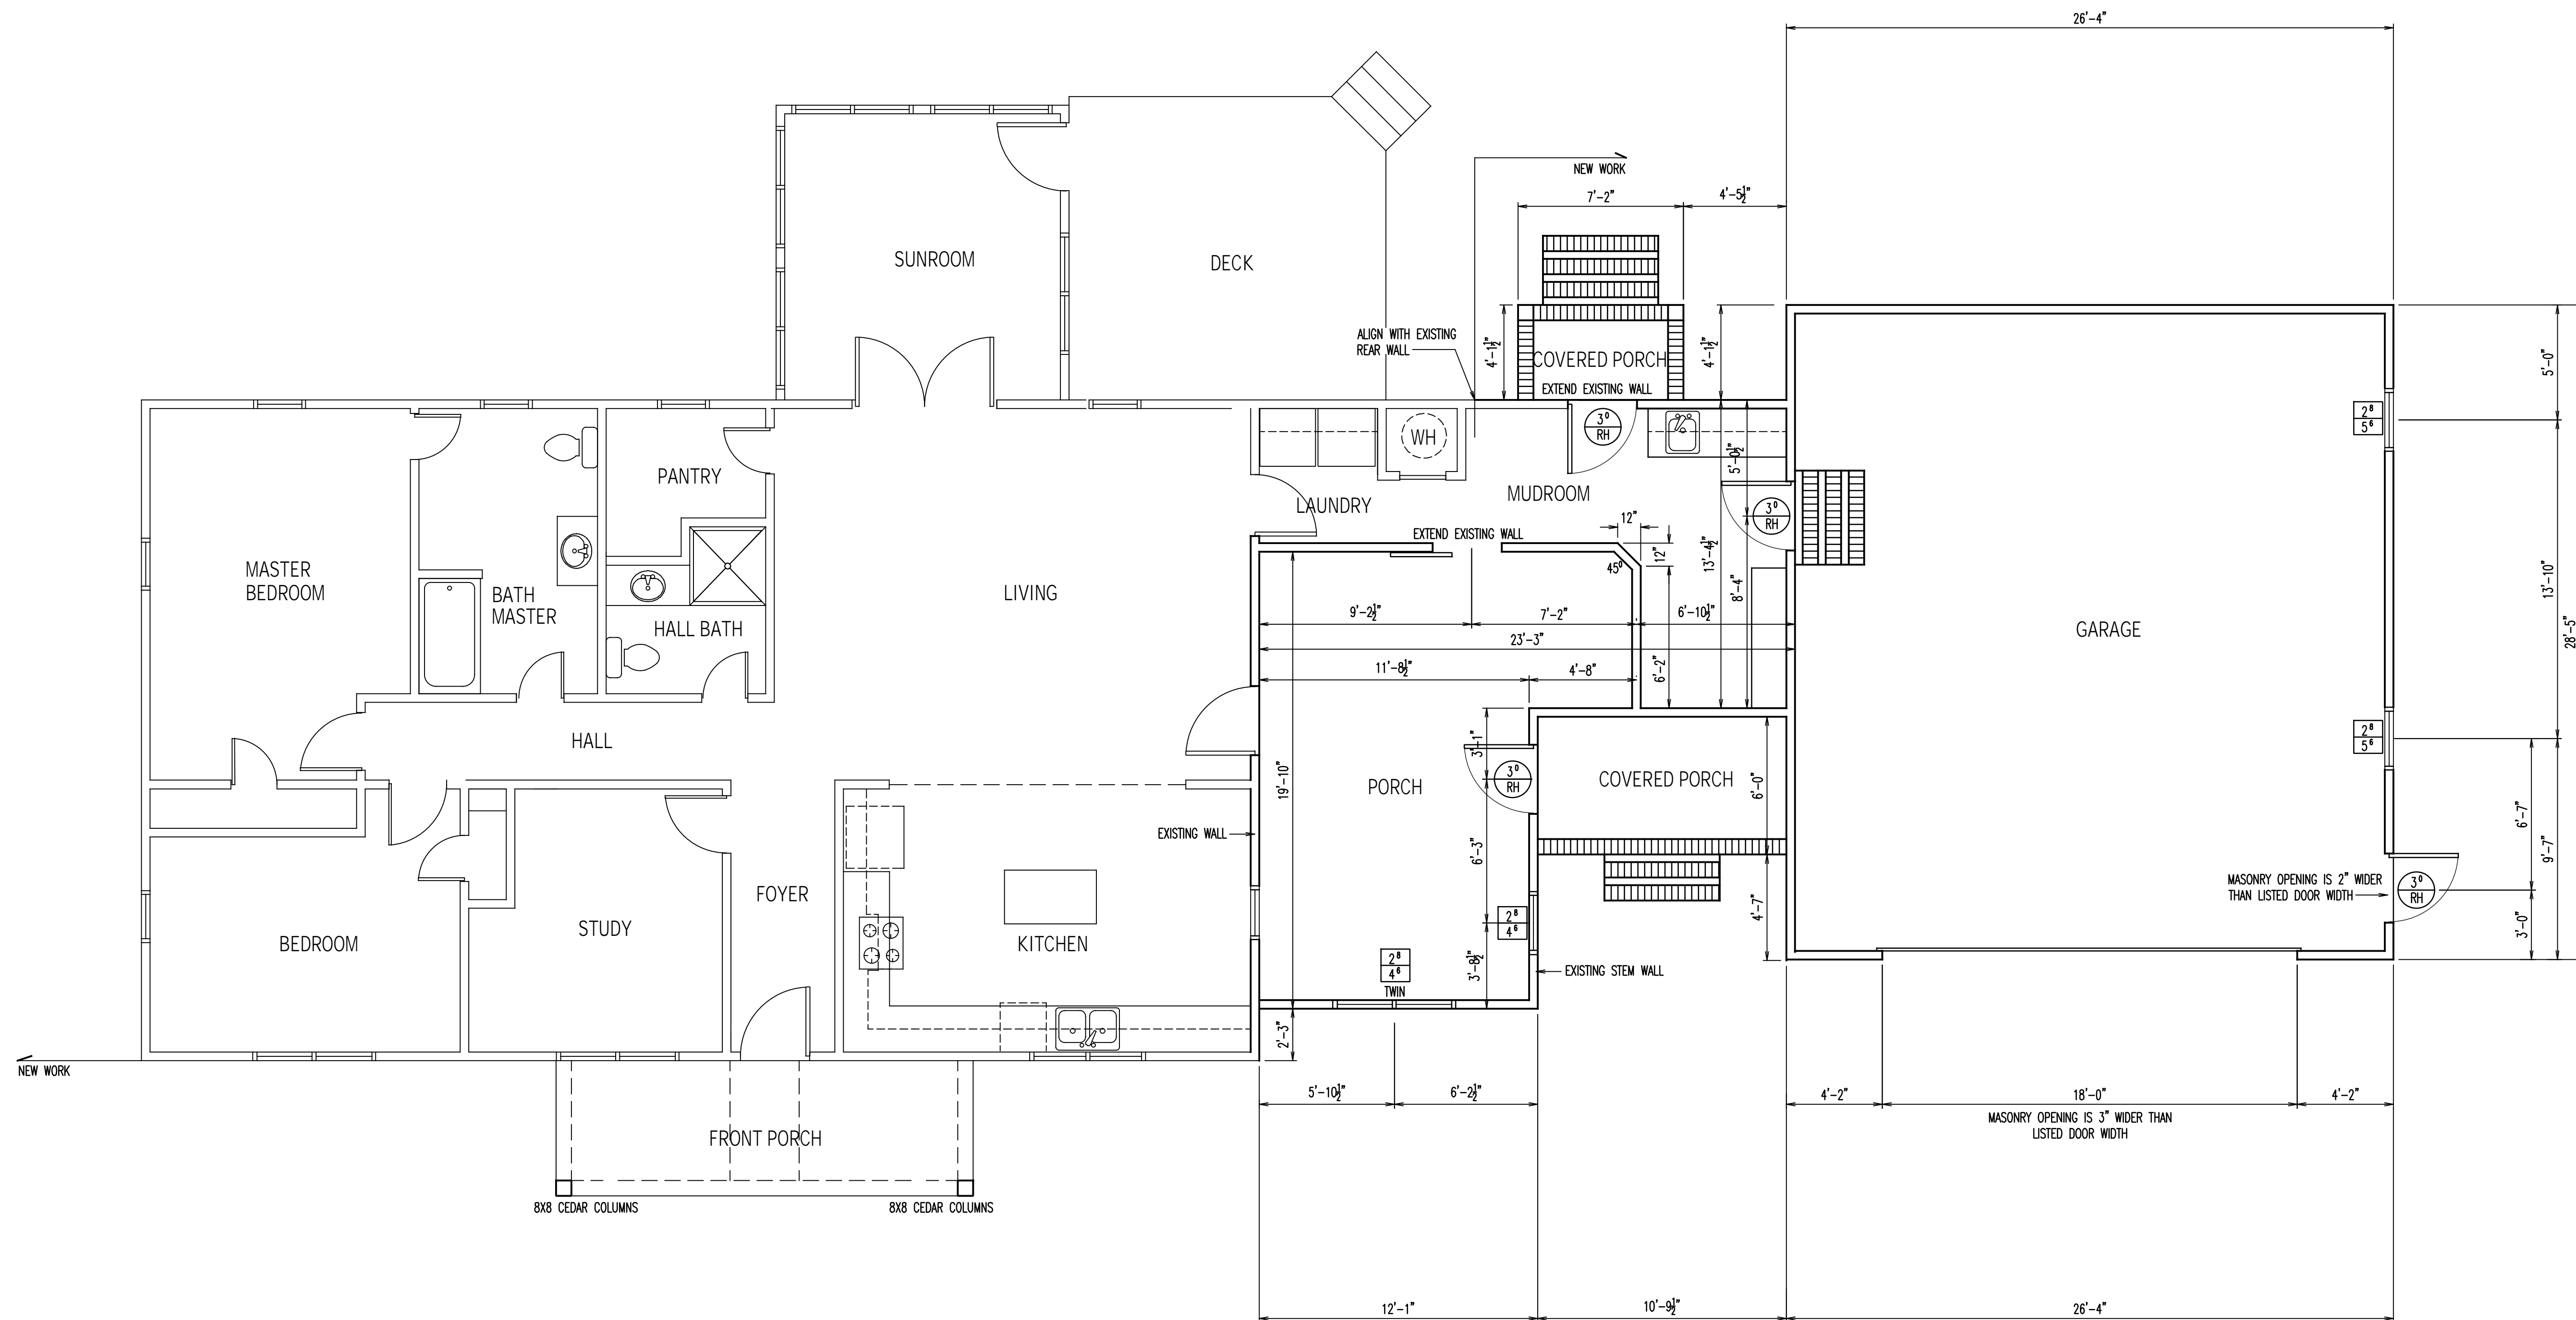 26'-4"
NEW WORK
7'-2"
4'-5½"
SUNROOM
DECK
ALIGN WITH EXISTING
REAR WALL
4'-1½"
COVERED PORCH
EXTEND EXISTING WALL
4'-1½"
5'-0"
2⁸
5⁶
WH
3⁰
RH
5'-0½"
PANTRY
LAUNDRY
MUDROOM
3⁰
RH
12"
EXTEND EXISTING WALL
12"
13'-4½"
45⁰
8'-4"
MASTER
BEDROOM
BATH
MASTER
LIVING
HALL BATH
9'-2½"
7'-2"
6'-10½"
23'-3"
11'-8½"
4'-8"
6'-2"
GARAGE
13'-10"
28'-5"
HALL
2⁸
5⁶
3'-1"
3⁰
RH
19'-10"
PORCH
COVERED PORCH
6'-0"
6'-7"
EXISTING WALL
6'-3"
9'-7"
FOYER
MASONRY OPENING IS 2" WIDER
THAN LISTED DOOR WIDTH
3⁰
RH
4'-7"
3'-0"
STUDY
BEDROOM
KITCHEN
2⁸
4⁶
2⁸
4⁶
TWIN
3'-8½"
EXISTING STEM WALL
2'-3"
NEW WORK
5'-10½"
6'-2½"
4'-2"
18'-0"
4'-2"
MASONRY OPENING IS 3" WIDER THAN
LISTED DOOR WIDTH
FRONT PORCH
8X8 CEDAR COLUMNS
8X8 CEDAR COLUMNS
12'-1"
10'-9½"
26'-4"